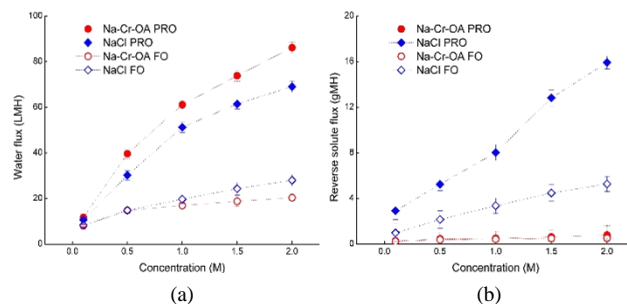 Na-Cr-OA PRO
NaCl PRO
Na-Cr-OA FO
NaCl FO
Water flux (LMH)
100
80
60
40
20
0
0.0 0.5 1.0 1.5 2.0
Concentration (M)
(a)
Na-Cr-OA PRO
NaCl PRO
Na-Cr-OA FO
NaCl FO
Reverse solute flux (gMH)
20
16
12
8
4
0
0.0 0.5 1.0 1.5 2.0
Concentration (M)
(b)